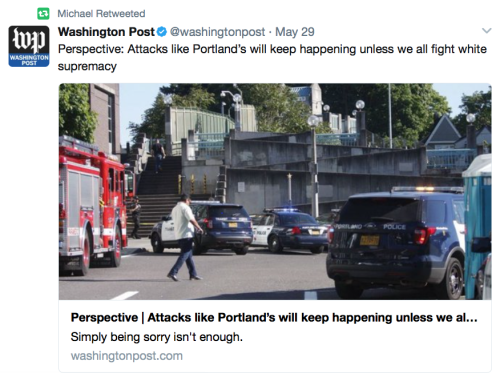 Michael Retweeted
wp
WASHINGTON
POST
Washington Post @washingtonpost · May 29
Perspective: Attacks like Portland's will keep happening unless we all fight white
supremacy
PORTLAND POLICE
Perspective | Attacks like Portland's will keep happening unless we al...
Simply being sorry isn't enough.
washingtonpost.com